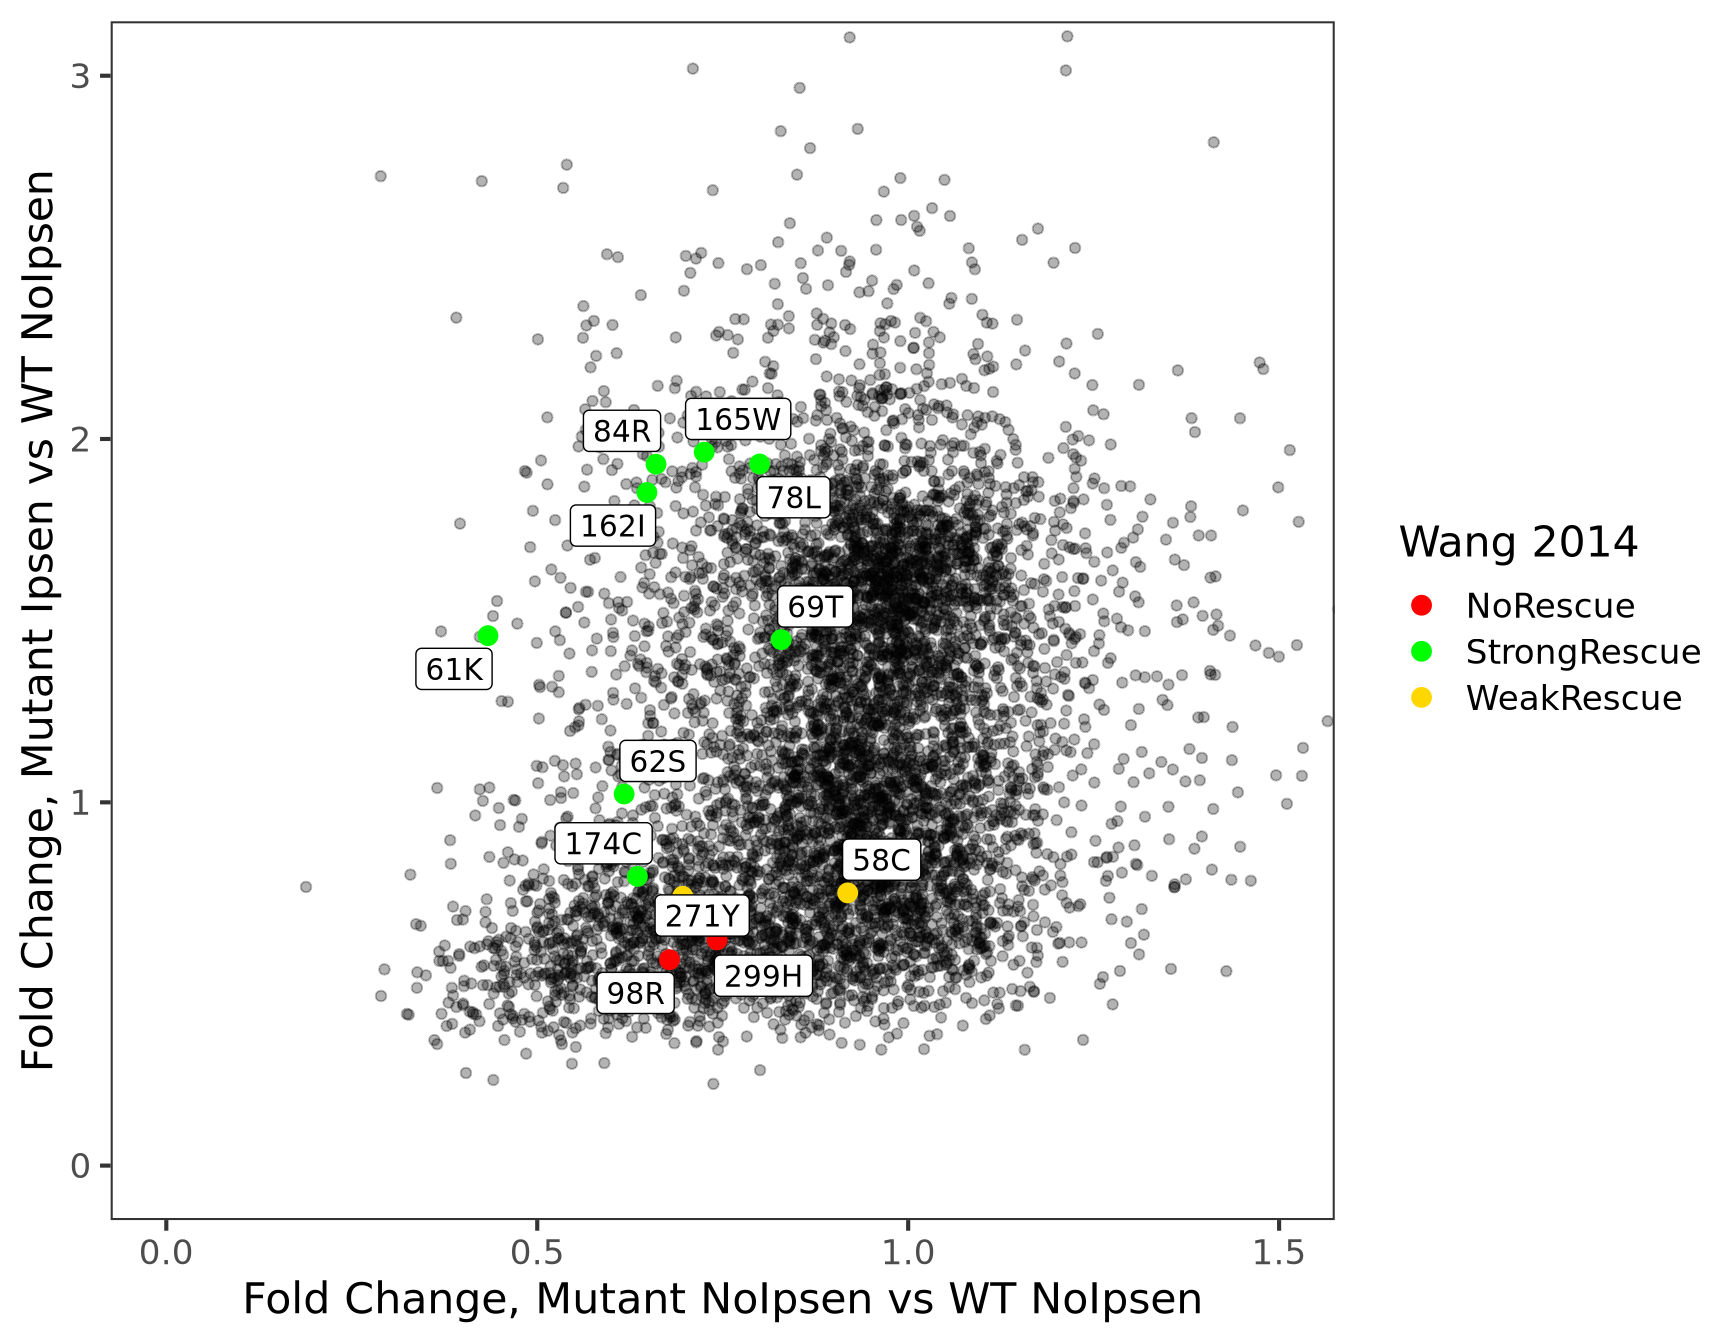 3
2
1
0
Fold Change, Mutant Ipsen vs WT NoIpsen
84R
165W
78L
162I
69T
61K
62S
174C
58C
271Y
299H
98R
0.0 0.5 1.0 1.5
Fold Change, Mutant NoIpsen vs WT NoIpsen
Wang 2014
NoRescue
StrongRescue
WeakRescue